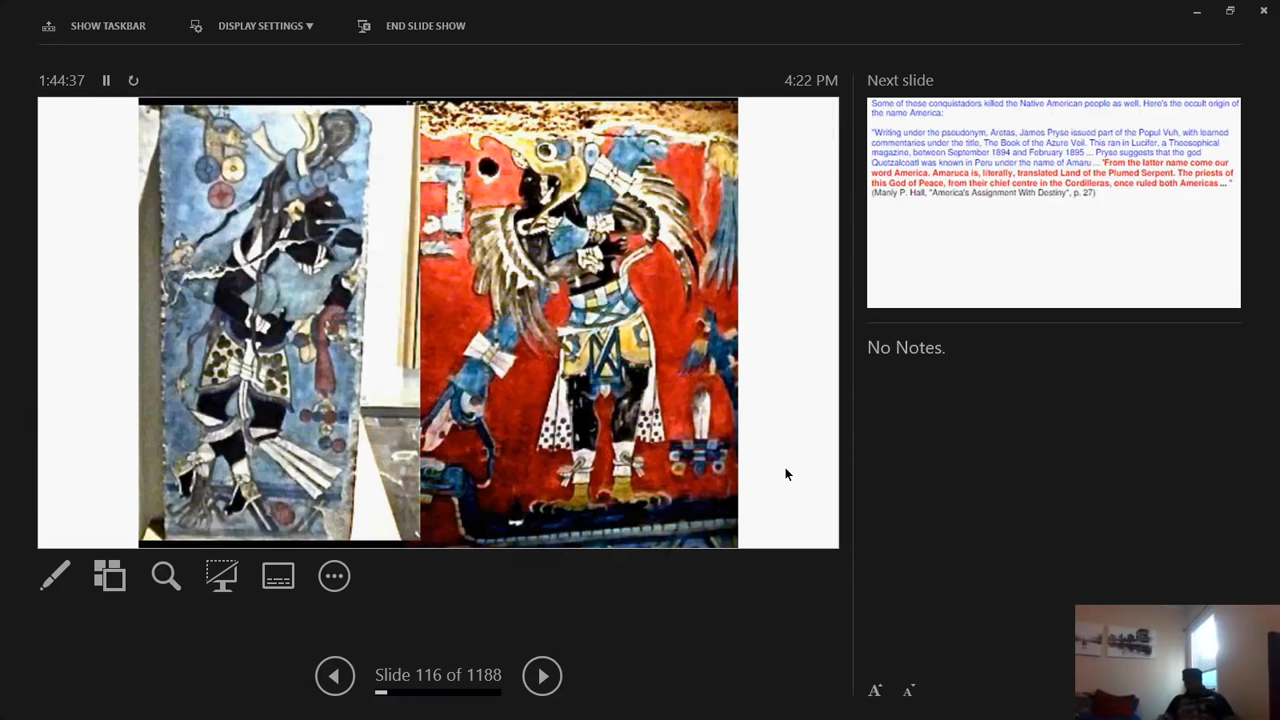 SHOW TASKBAR
DISPLAY SETTINGS ▼
END SLIDE SHOW
1:44:37
4:22 PM
Next slide
Some of these conquistadors killed the Native American people as well. Here's the occult origin of
the name America:
"Writing under the pseudonym, Aretas, James Pryse issued part of the Popul Vuh, with learned
commentaries under the title, The Book of the Azure Veil. This ran in Lucifer, a Theosophical
magazine, between September 1894 and February 1895 ... Pryse suggests that the god
Quetzalcoatl was known in Peru under the name of Amaru ... "From the latter name come our
word America. Amaruca is, literally, translated Land of the Plumed Serpent. The priests of
this God of Peace, from their chief centre in the Cordilleras, once ruled both Americas ... "
(Manly P. Hall, "America's Assignment With Destiny", p. 27)
No Notes.
Slide 116 of 1188
A
A